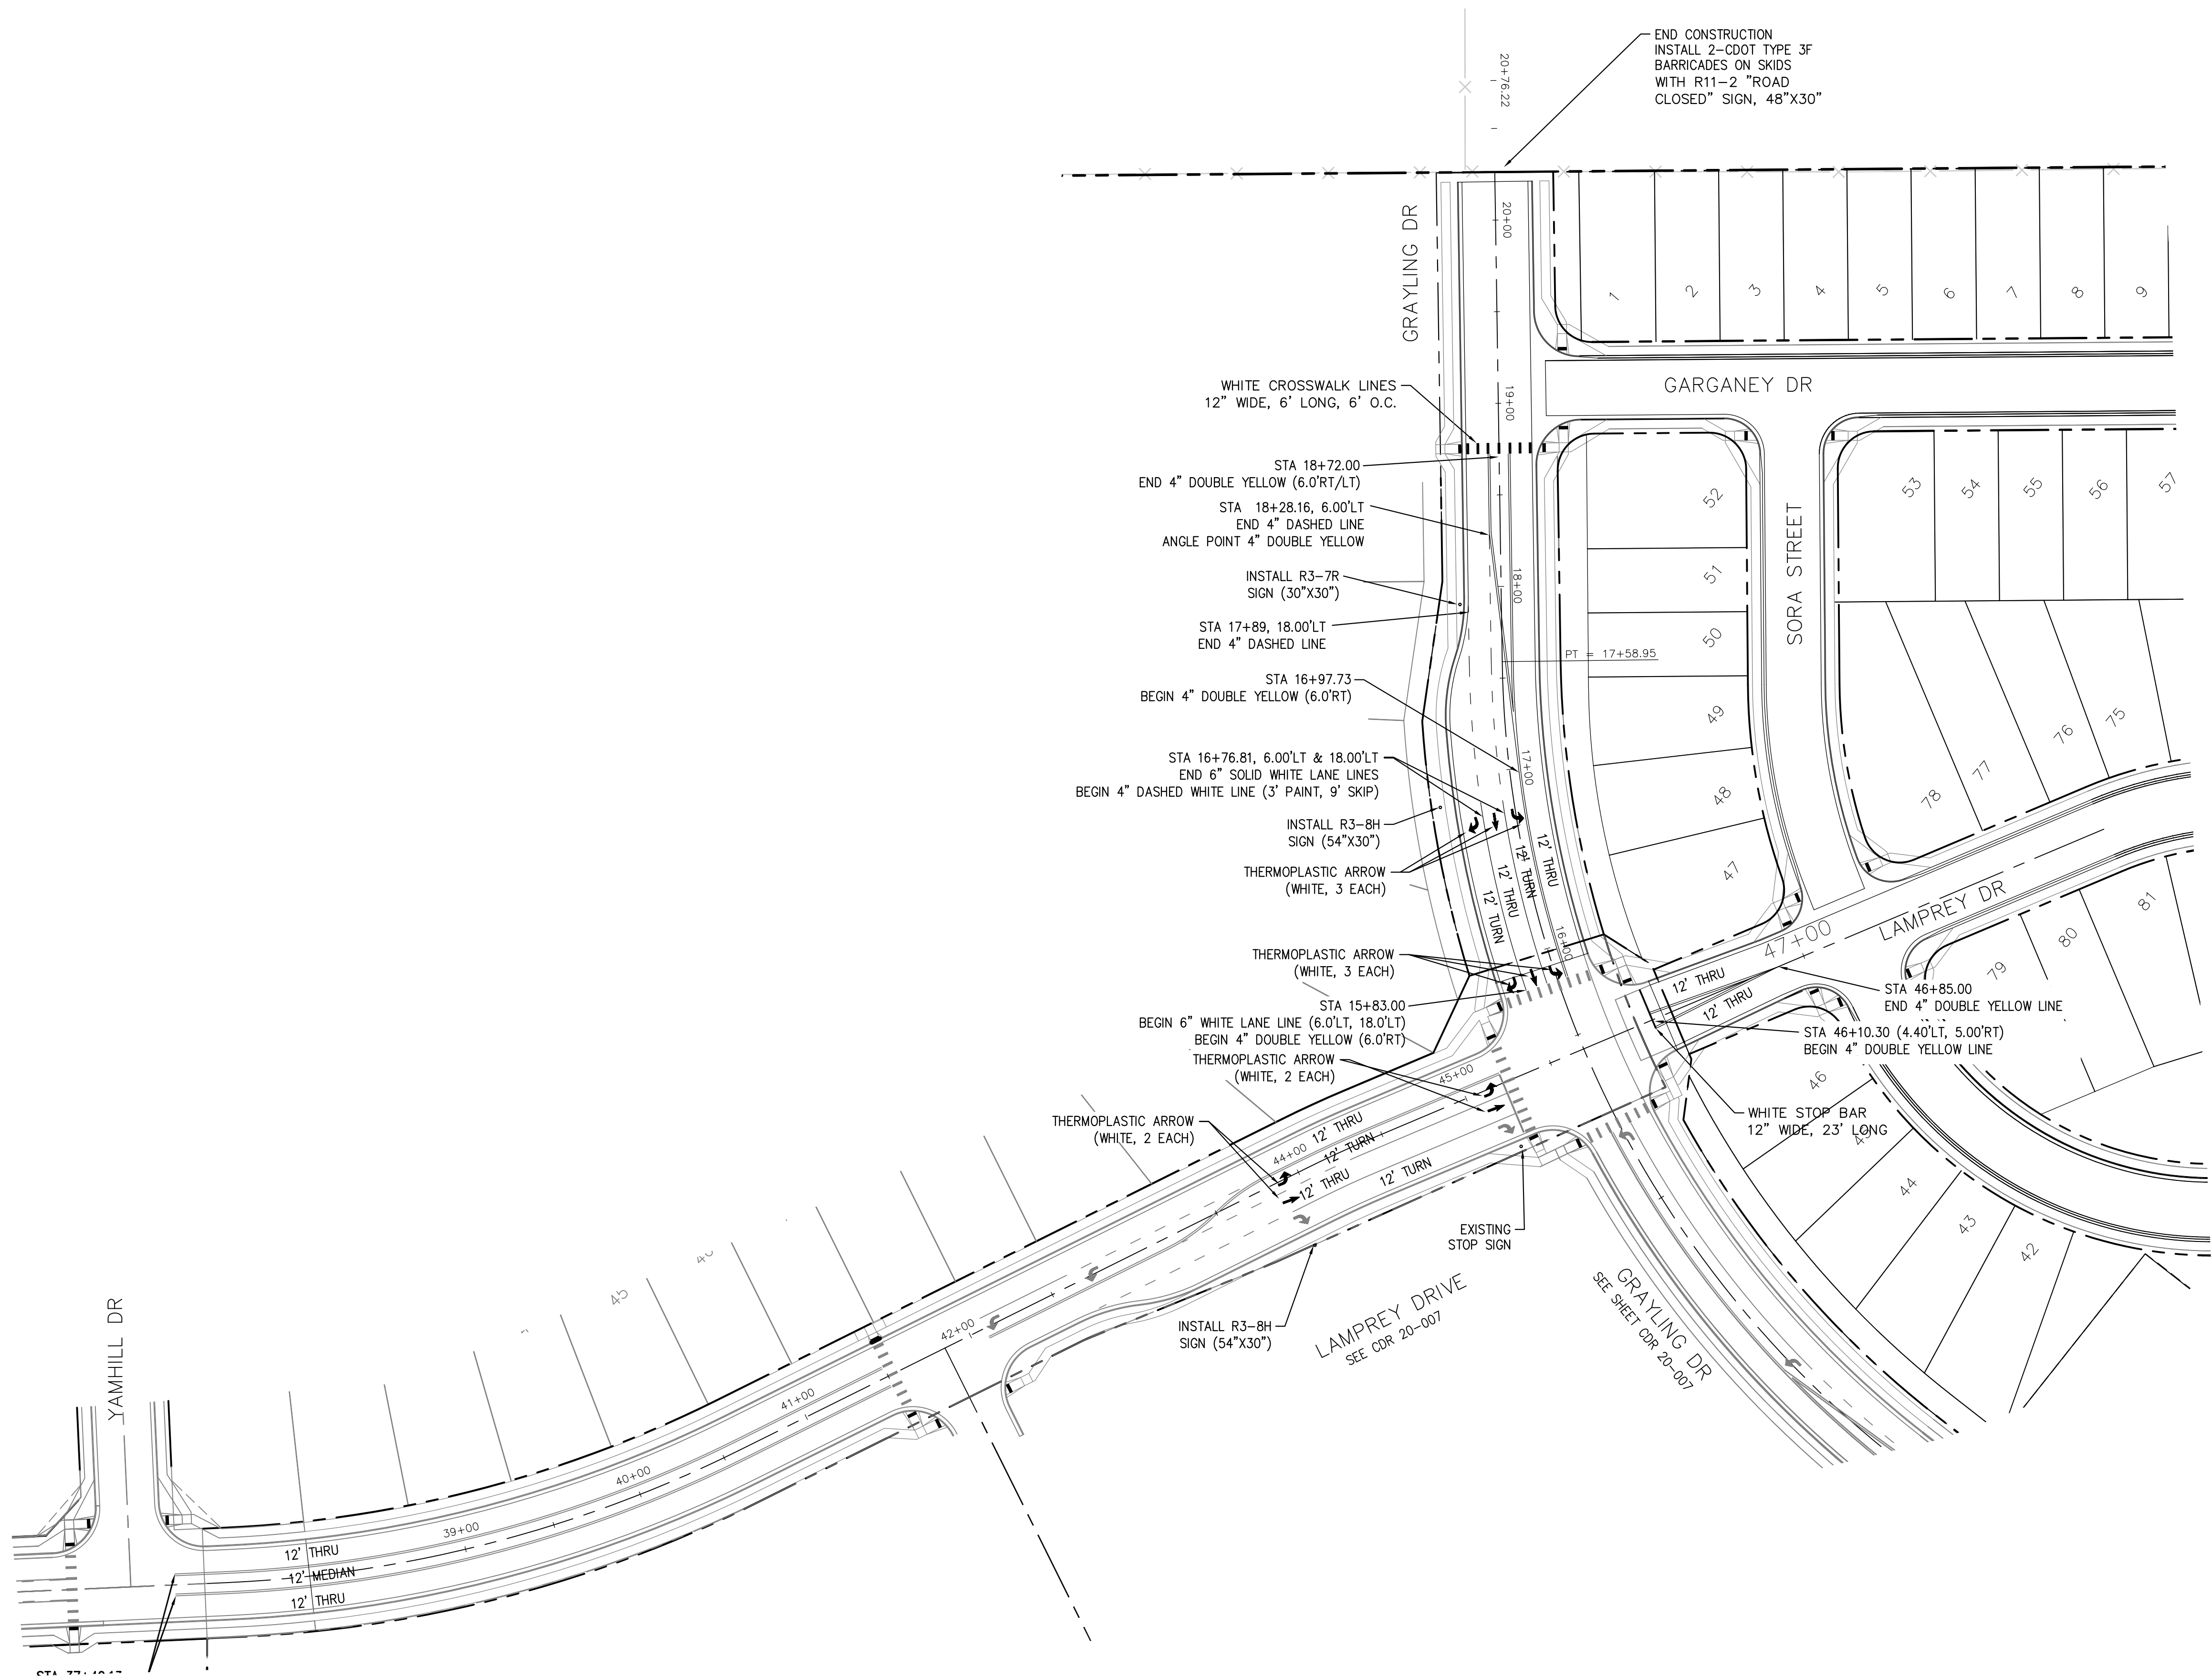 END CONSTRUCTION
INSTALL 2-CDOT TYPE 3F
BARRICADES ON SKIDS
WITH R11-2 "ROAD
CLOSED" SIGN, 48"X30"
20+76.22
20+00
GRAYLING DR
1
2
3
4
5
6
7
8
9
GARGANEY DR
19+00
WHITE CROSSWALK LINES
12" WIDE, 6' LONG, 6' O.C.
STA 18+72.00
END 4" DOUBLE YELLOW (6.0'RT/LT)
STA 18+28.16, 6.00'LT
END 4" DASHED LINE
ANGLE POINT 4" DOUBLE YELLOW
INSTALL R3-7R
SIGN (30"X30")
18+00
STA 17+89, 18.00'LT
END 4" DASHED LINE
PT = 17+58.95
STA 16+97.73
BEGIN 4" DOUBLE YELLOW (6.0'RT)
STA 16+76.81, 6.00'LT & 18.00'LT
END 6" SOLID WHITE LANE LINES
BEGIN 4" DASHED WHITE LINE (3' PAINT, 9' SKIP)
17+00
INSTALL R3-8H
SIGN (54"X30")
THERMOPLASTIC ARROW
(WHITE, 3 EACH)
12' TURN
12' THRU
12' TURN
12' THRU
16+00
THERMOPLASTIC ARROW
(WHITE, 3 EACH)
STA 15+83.00
BEGIN 6" WHITE LANE LINE (6.0'LT, 18.0'LT)
BEGIN 4" DOUBLE YELLOW (6.0'RT)
THERMOPLASTIC ARROW
(WHITE, 2 EACH)
THERMOPLASTIC ARROW
(WHITE, 2 EACH)
52
51
50
49
48
47
SORA STREET
53
54
55
56
57
78
77
76
75
LAMPREY DR
47+00
12' THRU
12' THRU
79
80
81
STA 46+85.00
END 4" DOUBLE YELLOW LINE
STA 46+10.30 (4.40'LT, 5.00'RT)
BEGIN 4" DOUBLE YELLOW LINE
WHITE STOP BAR
12" WIDE, 23' LONG
46
45
44
43
42
45+00
44+00
12' THRU
12' TURN
12' THRU
12' TURN
EXISTING
STOP SIGN
INSTALL R3-8H
SIGN (54"X30")
LAMPREY DRIVE
SEE CDR 20-007
GRAYLING DR
SEE SHEET CDR 20-007
42+00
41+00
40+00
39+00
45
YAMHILL DR
12' THRU
12' MEDIAN
12' THRU